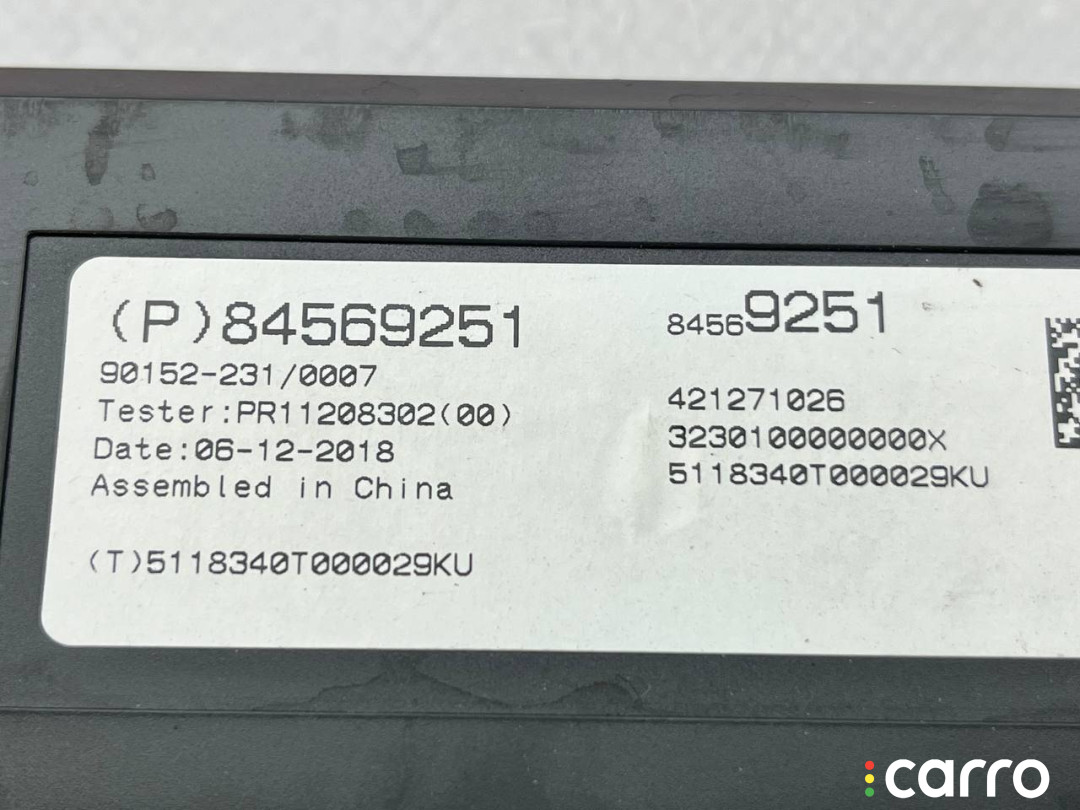 (P)84569251
90152-231/0007
Tester:PR11208302(00)
Date:06-12-2018
Assembled in China
(T)5118340T000029KU
84569251
421271026
3230100000000X
5118340T000029KU
carro